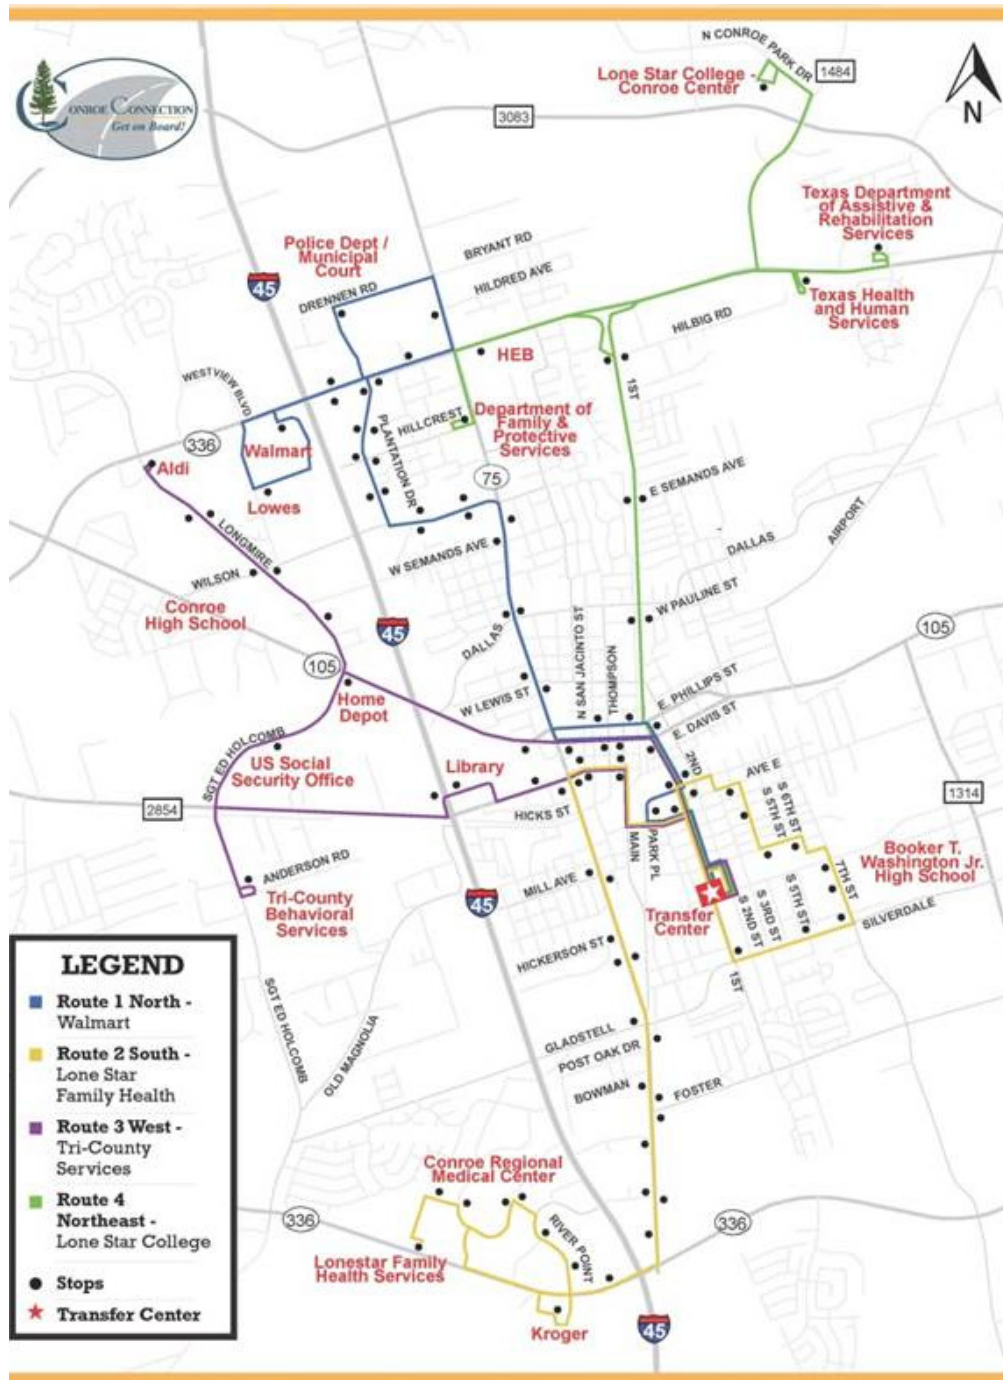 CONROE CONNECTION
Get on Board!
N CONROE PARK DR
Lone Star College -
Conroe Center
1484
N
3083
Texas Department
of Assistive &
Rehabilitation
Services
Police Dept /
Municipal
Court
BRYANT RD
HILDRED AVE
45
DRENNEN RD
Texas Health
and Human
Services
HILBIG RD
HEB
WESTVIEW BLVD
1ST
HILLCREST
Department of
Family &
Protective
Services
PLANTATION DR
336
Walmart
Aldi
75
Lowes
E SEMANDS AVE
LONGMIRE
DALLAS
AIRPORT
W SEMANDS AVE
WILSON
Conroe
High School
W PAULINE ST
45
N SAN JACINTO ST
THOMPSON
DALLAS
105
105
Home
Depot
W LEWIS ST
E. PHILLIPS ST
E. DAVIS ST
SGT ED HOLCOMB
US Social
Security Office
Library
2ND
AVE E
2854
HICKS ST
S 5TH ST
S 6TH ST
1314
MAIN
PARK PL
Booker T.
Washington Jr.
High School
ANDERSON RD
MILL AVE
7TH ST
Tri-County
Behavioral
Services
45
Transfer
Center
S 2ND ST
S 3RD ST
S 5TH ST
SILVERDALE
HICKERSON ST
1ST
SGT ED HOLCOMB
OLD MAGNOLIA
GLADSTELL
POST OAK DR
BOWMAN
FOSTER
LEGEND
Route 1 North -
Walmart
Route 2 South -
Lone Star
Family Health
Route 3 West -
Tri-County
Services
Route 4
Northeast -
Lone Star College
Stops
Transfer Center
Conroe Regional
Medical Center
336
RIVER POINT
336
Lonestar Family
Health Services
Kroger
45